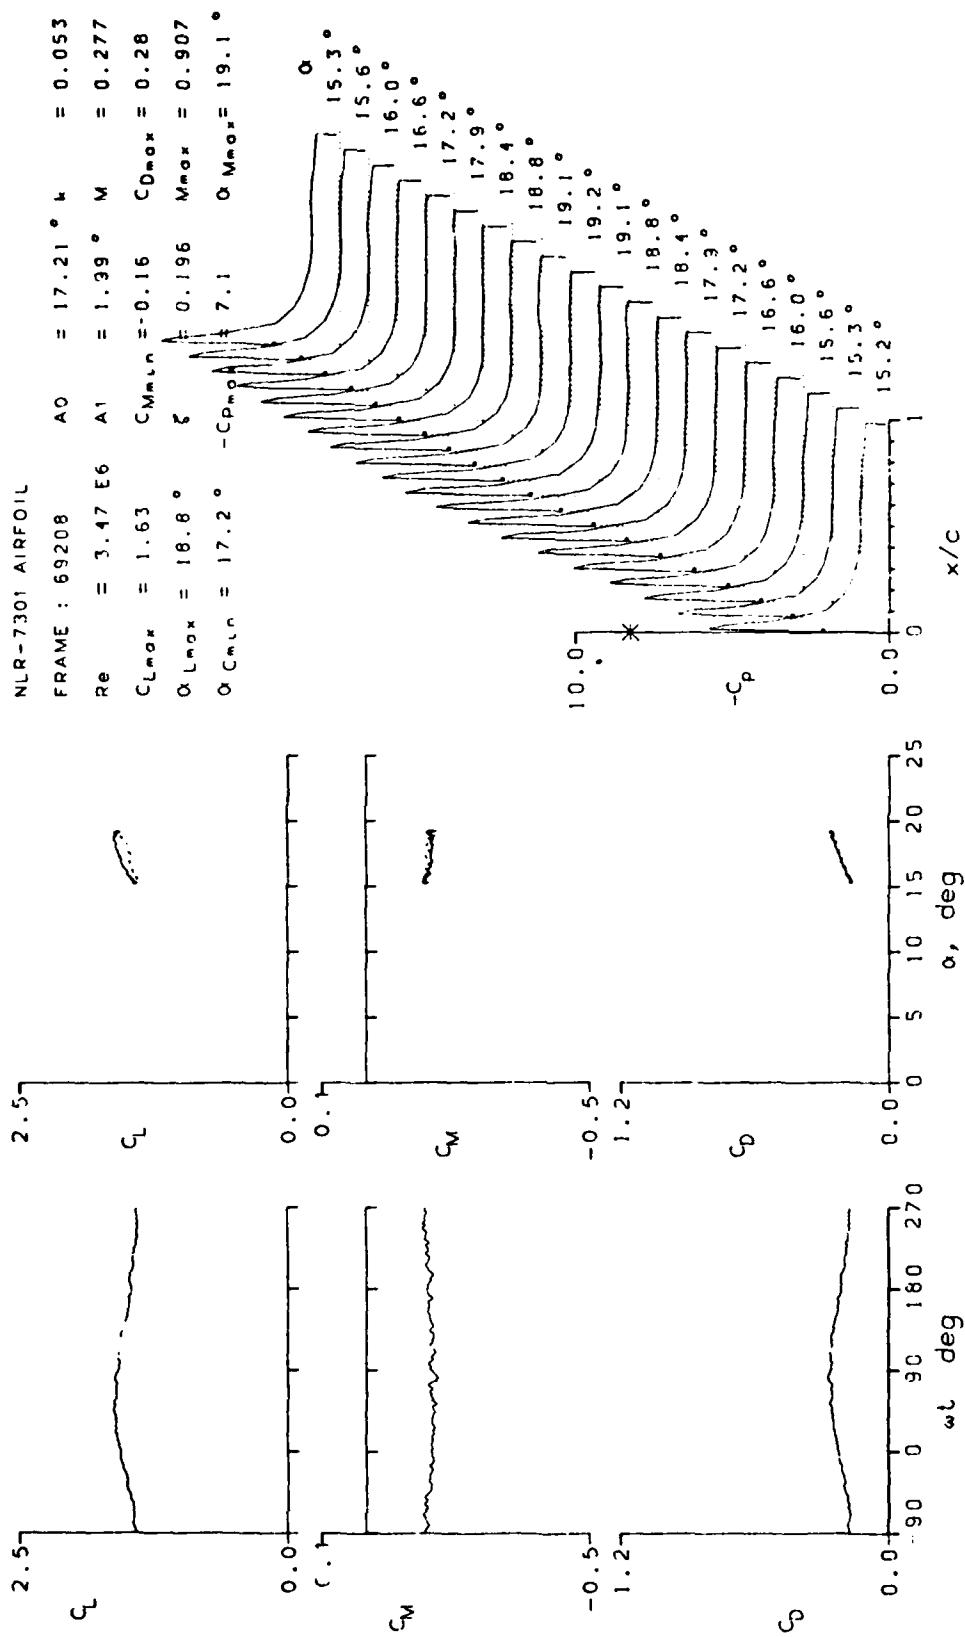 NLR-7301 AIRFOIL
FRAME : 69208 A0 = 17.21 ° k = 0.053
Re = 3.47 E6 A1 = 1.99 ° M = 0.277
CLmax = 1.63 CMmin =-0.16 CDmax = 0.28
αLmax = 18.8 ° ζ = 0.196 Mmax = 0.907
αCmin = 17.2 ° -Cpma = 7.1 αMmax = 19.1 °
α
15.3 °
15.6 °
16.0 °
16.6 °
17.2 °
17.9 °
18.4 °
18.8 °
19.1 °
19.2 °
19.1 °
18.8 °
18.4 °
17.9 °
17.2 °
16.6 °
16.0 °
15.6 °
15.3 °
15.2 °
10.0
-Cp
0.0
0 1
x/c
2.5
CL
0.0
0.1
CM
-0.5
1.2
CD
0.0
0 5 10 15 20 25
α, deg
2.5
CL
0.0
CM
-0.5
1.2
CD
0.0
-90 0 90 180 270
ωt deg